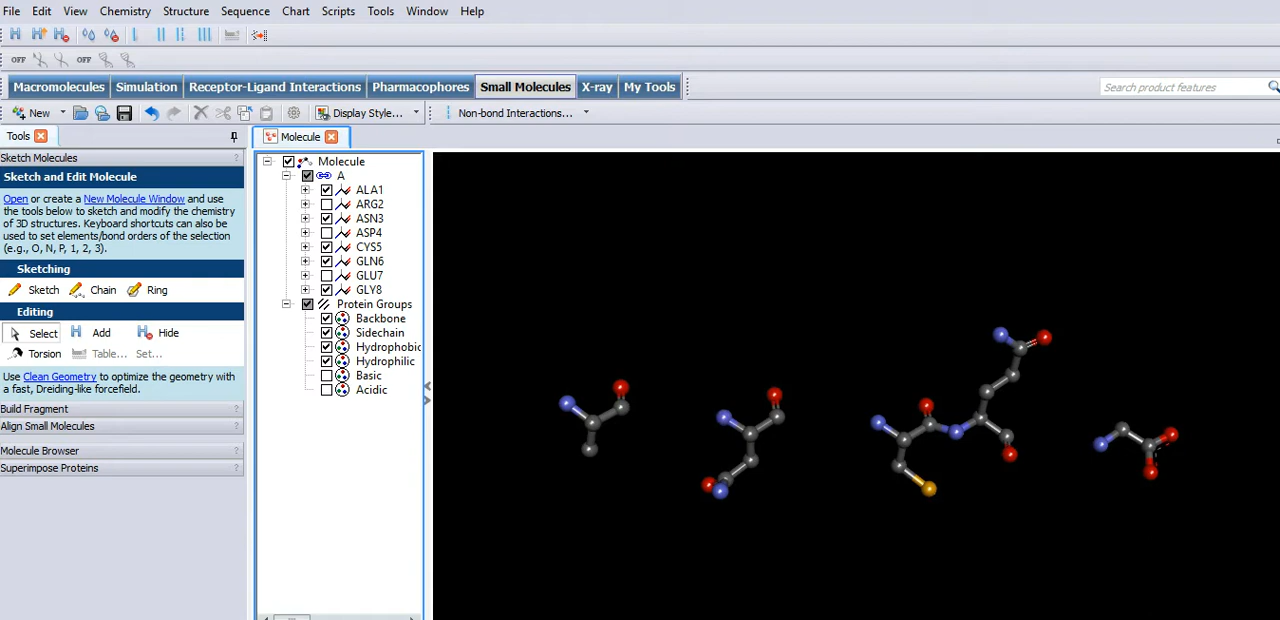 File Edit View Chemistry Structure Sequence Chart Scripts Tools Window Help
OFF OFF
Macromolecules Simulation Receptor-Ligand Interactions Pharmacophores Small Molecules X-ray My Tools Search product features
New Display Style... Non-bond Interactions...
Tools Molecule
Sketch Molecules ?
Sketch and Edit Molecule
Open or create a New Molecule Window and use
the tools below to sketch and modify the chemistry
of 3D structures. Keyboard shortcuts can also be
used to set elements/bond orders of the selection
(e.g., O, N, P, 1, 2, 3).
Sketching
Sketch Chain Ring
Editing
Select Add Hide
Torsion Table... Set...
Use Clean Geometry to optimize the geometry with
a fast, Dreiding-like forcefield.
Build Fragment ?
Align Small Molecules ?
Molecule Browser ?
Superimpose Proteins ?
Molecule
A
ALA1
ARG2
ASN3
ASP4
CYS5
GLN6
GLU7
GLY8
Protein Groups
Backbone
Sidechain
Hydrophobic
Hydrophilic
Basic
Acidic